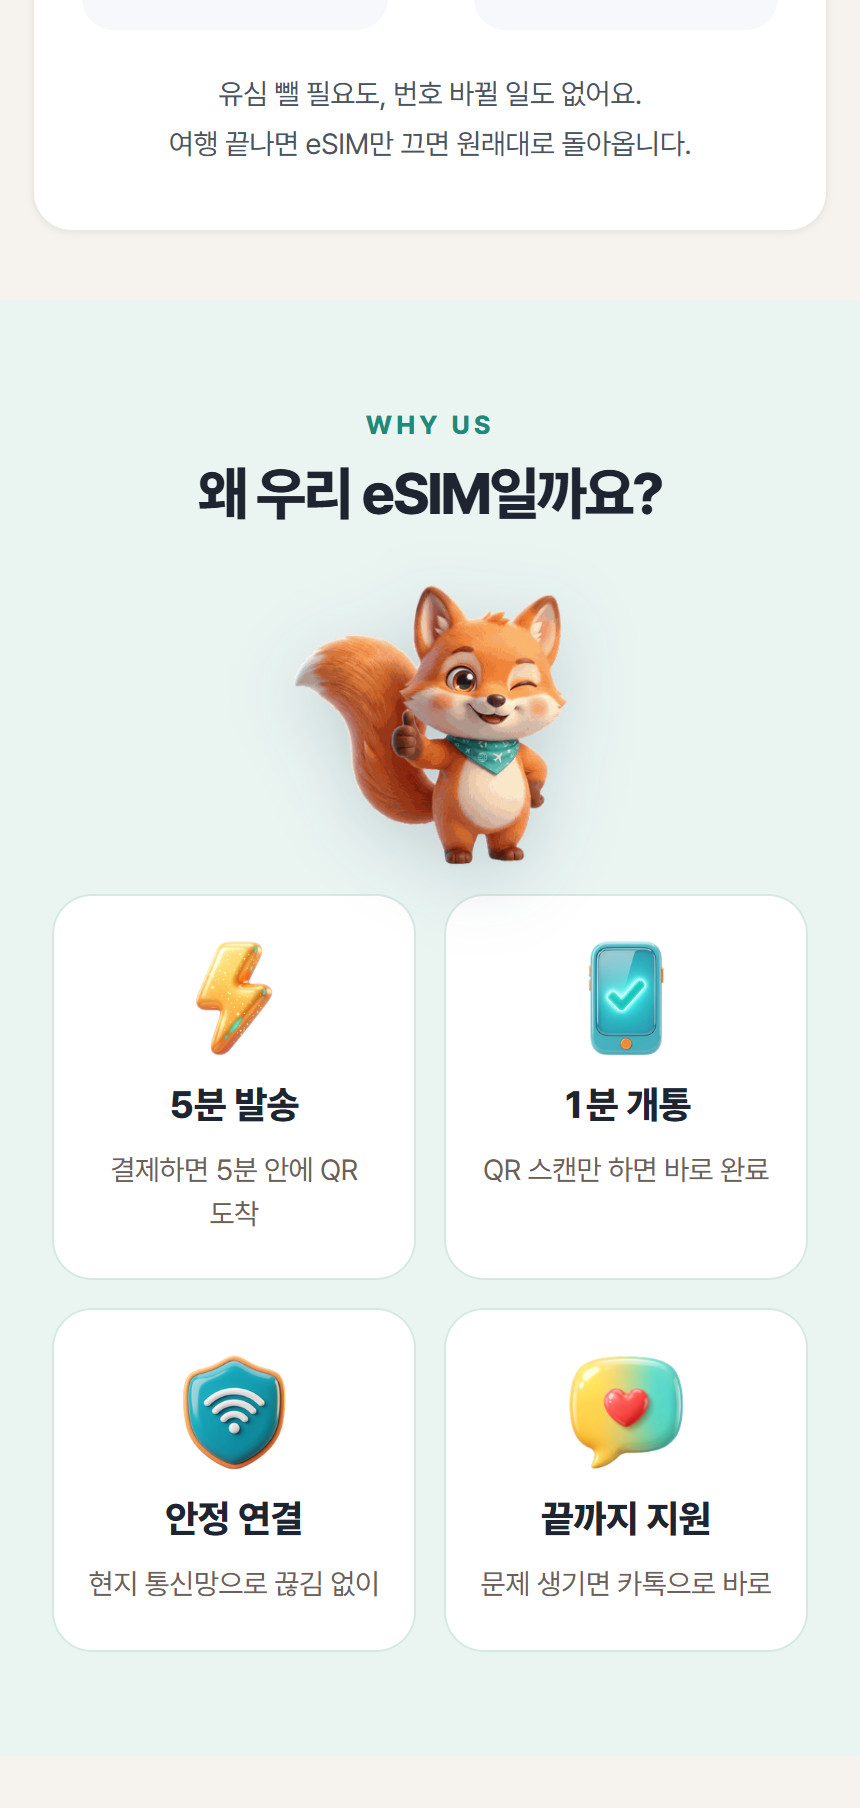 유심 뺄 필요도, 번호 바뀔 일도 없어요.
여행 끝나면 eSIM만 끄면 원래대로 돌아옵니다.
WHY US
왜 우리 eSIM일까요?
5분 발송
결제하면 5분 안에 QR
도착
1분 개통
QR 스캔만 하면 바로 완료
안정 연결
현지 통신망으로 끊김 없이
끝까지 지원
문제 생기면 카톡으로 바로